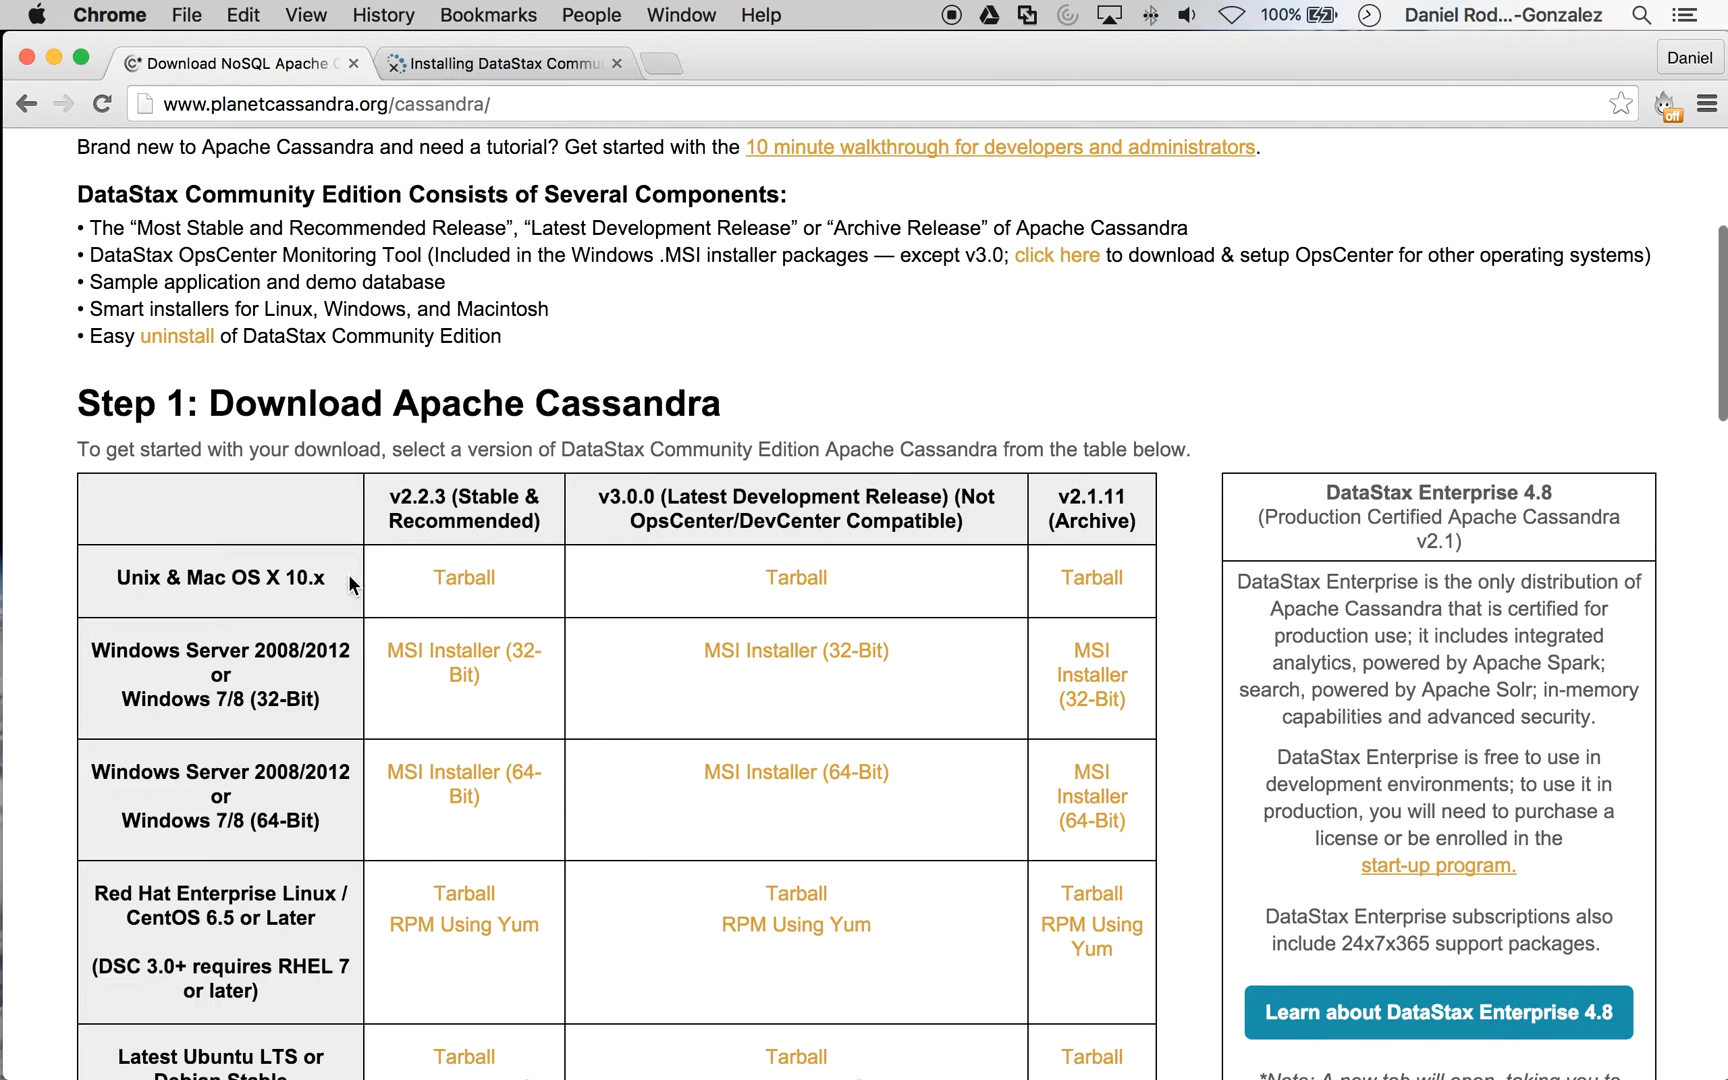 Chrome File Edit View History Bookmarks People Window Help 100% Daniel Rod...-Gonzalez
Download NoSQL Apache C Installing DataStax Commu Daniel
www.planetcassandra.org/cassandra/ off
Brand new to Apache Cassandra and need a tutorial? Get started with the 10 minute walkthrough for developers and administrators.
DataStax Community Edition Consists of Several Components:
• The “Most Stable and Recommended Release”, “Latest Development Release” or “Archive Release” of Apache Cassandra
• DataStax OpsCenter Monitoring Tool (Included in the Windows .MSI installer packages — except v3.0; click here to download & setup OpsCenter for other operating systems)
• Sample application and demo database
• Smart installers for Linux, Windows, and Macintosh
• Easy uninstall of DataStax Community Edition
Step 1: Download Apache Cassandra
To get started with your download, select a version of DataStax Community Edition Apache Cassandra from the table below.
v2.2.3 (Stable &
Recommended)
v3.0.0 (Latest Development Release) (Not
OpsCenter/DevCenter Compatible)
v2.1.11
(Archive)
Unix & Mac OS X 10.x
Tarball
Tarball
Tarball
Windows Server 2008/2012
or
Windows 7/8 (32-Bit)
MSI Installer (32-
Bit)
MSI Installer (32-Bit)
MSI
Installer
(32-Bit)
Windows Server 2008/2012
or
Windows 7/8 (64-Bit)
MSI Installer (64-
Bit)
MSI Installer (64-Bit)
MSI
Installer
(64-Bit)
Red Hat Enterprise Linux /
CentOS 6.5 or Later
(DSC 3.0+ requires RHEL 7
or later)
Tarball
RPM Using Yum
Tarball
RPM Using Yum
Tarball
RPM Using
Yum
Latest Ubuntu LTS or
Debian Stable
Tarball
Tarball
Tarball
DataStax Enterprise 4.8
(Production Certified Apache Cassandra
v2.1)
DataStax Enterprise is the only distribution of
Apache Cassandra that is certified for
production use; it includes integrated
analytics, powered by Apache Spark;
search, powered by Apache Solr; in-memory
capabilities and advanced security.
DataStax Enterprise is free to use in
development environments; to use it in
production, you will need to purchase a
license or be enrolled in the
start-up program.
DataStax Enterprise subscriptions also
include 24x7x365 support packages.
Learn about DataStax Enterprise 4.8
*Note: A new tab will open, taking you to